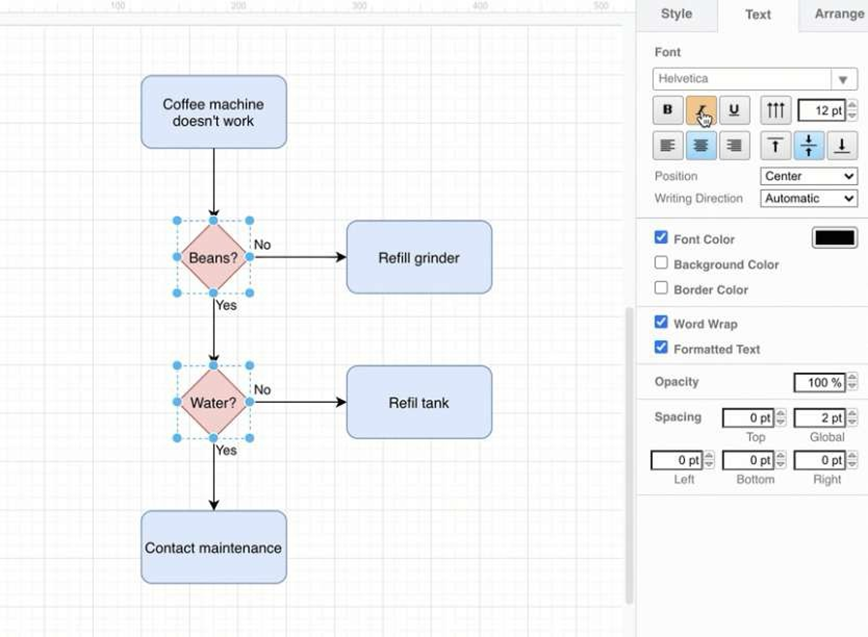 100 200 300 400 500
Style Text Arrange
Font
Helvetica
B I U 12 pt
Position Center
Writing Direction Automatic
Font Color
Background Color
Border Color
Word Wrap
Formatted Text
Opacity 100 %
Spacing 0 pt 2 pt
Top Global
0 pt 0 pt 0 pt
Left Bottom Right
Coffee machine
doesn't work
Beans?
No
Refill grinder
Yes
Water?
No
Refil tank
Yes
Contact maintenance